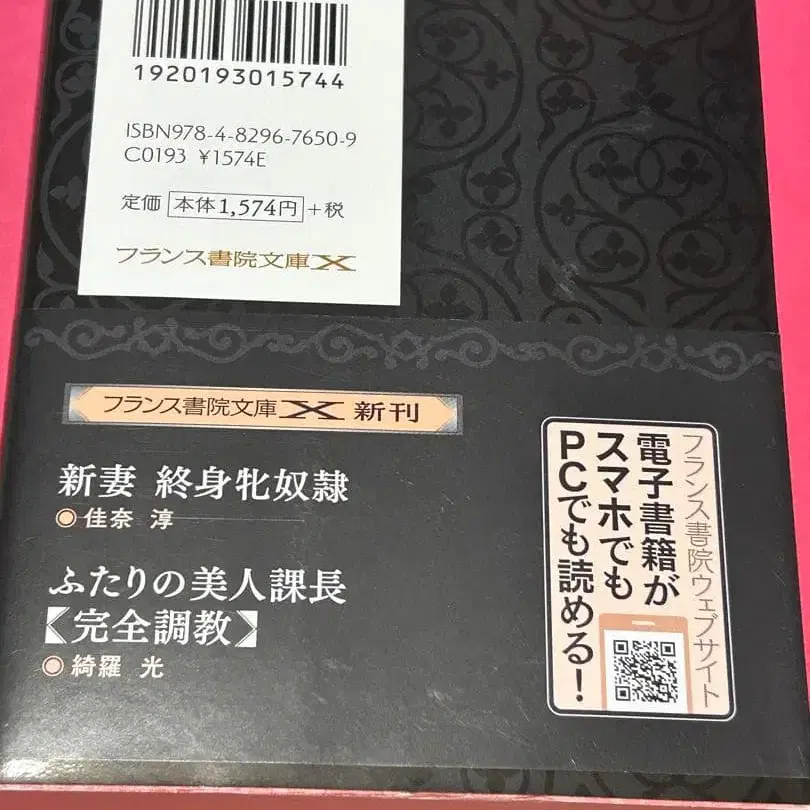 1920193015744
ISBN978-4-8296-7650-9
C0193 ¥1574E
定価 本体1,574円 +税
フランス書院文庫X
フランス書院文庫X 新刊
新妻 終身牝奴隷
佳奈 淳
ふたりの美人課長
【完全調教】
綺羅 光
フランス書院ウェブサイト
電子書籍が
スマホでも
PCでも読める!